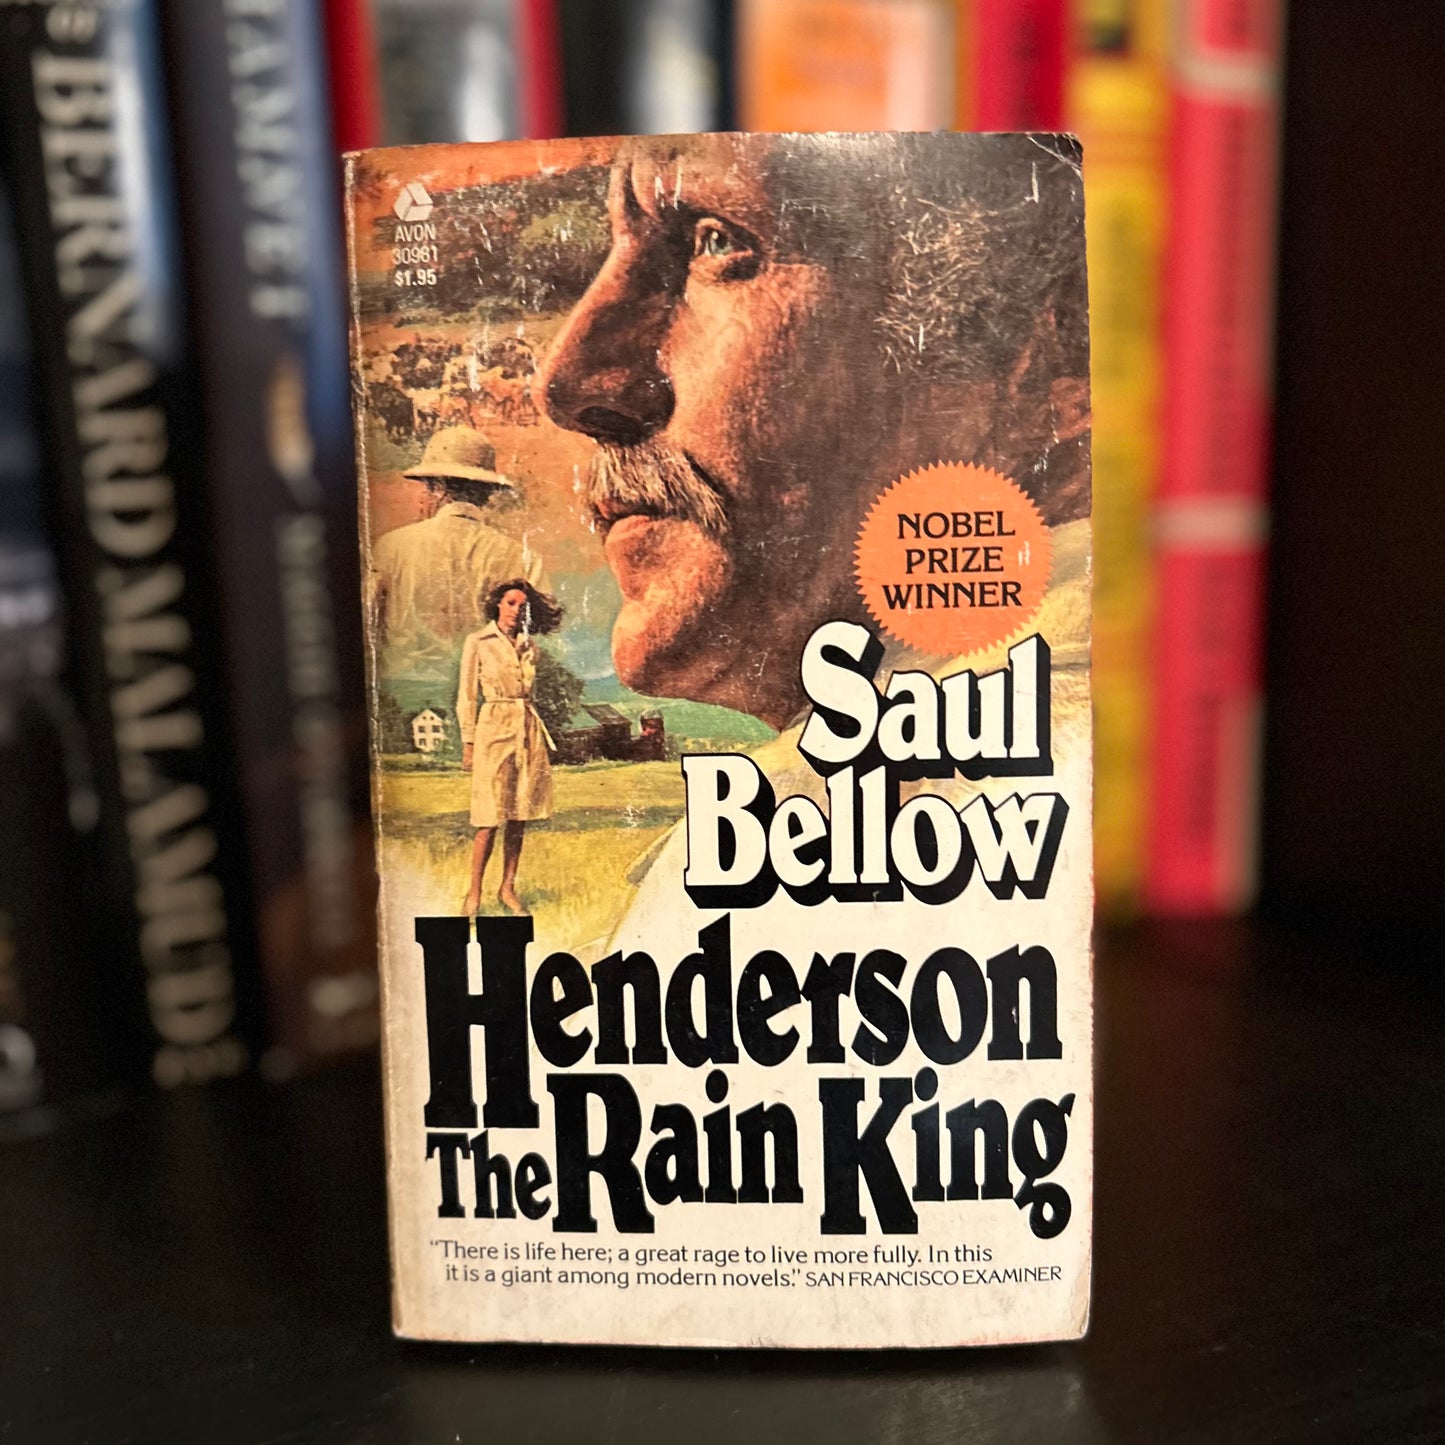 BERNARD MALAMUD
AVON
30981
$1.95
NOBEL
PRIZE
WINNER
Saul
Bellow
Henderson
The Rain King
“There is life here; a great rage to live more fully. In this
it is a giant among modern novels.” SAN FRANCISCO EXAMINER